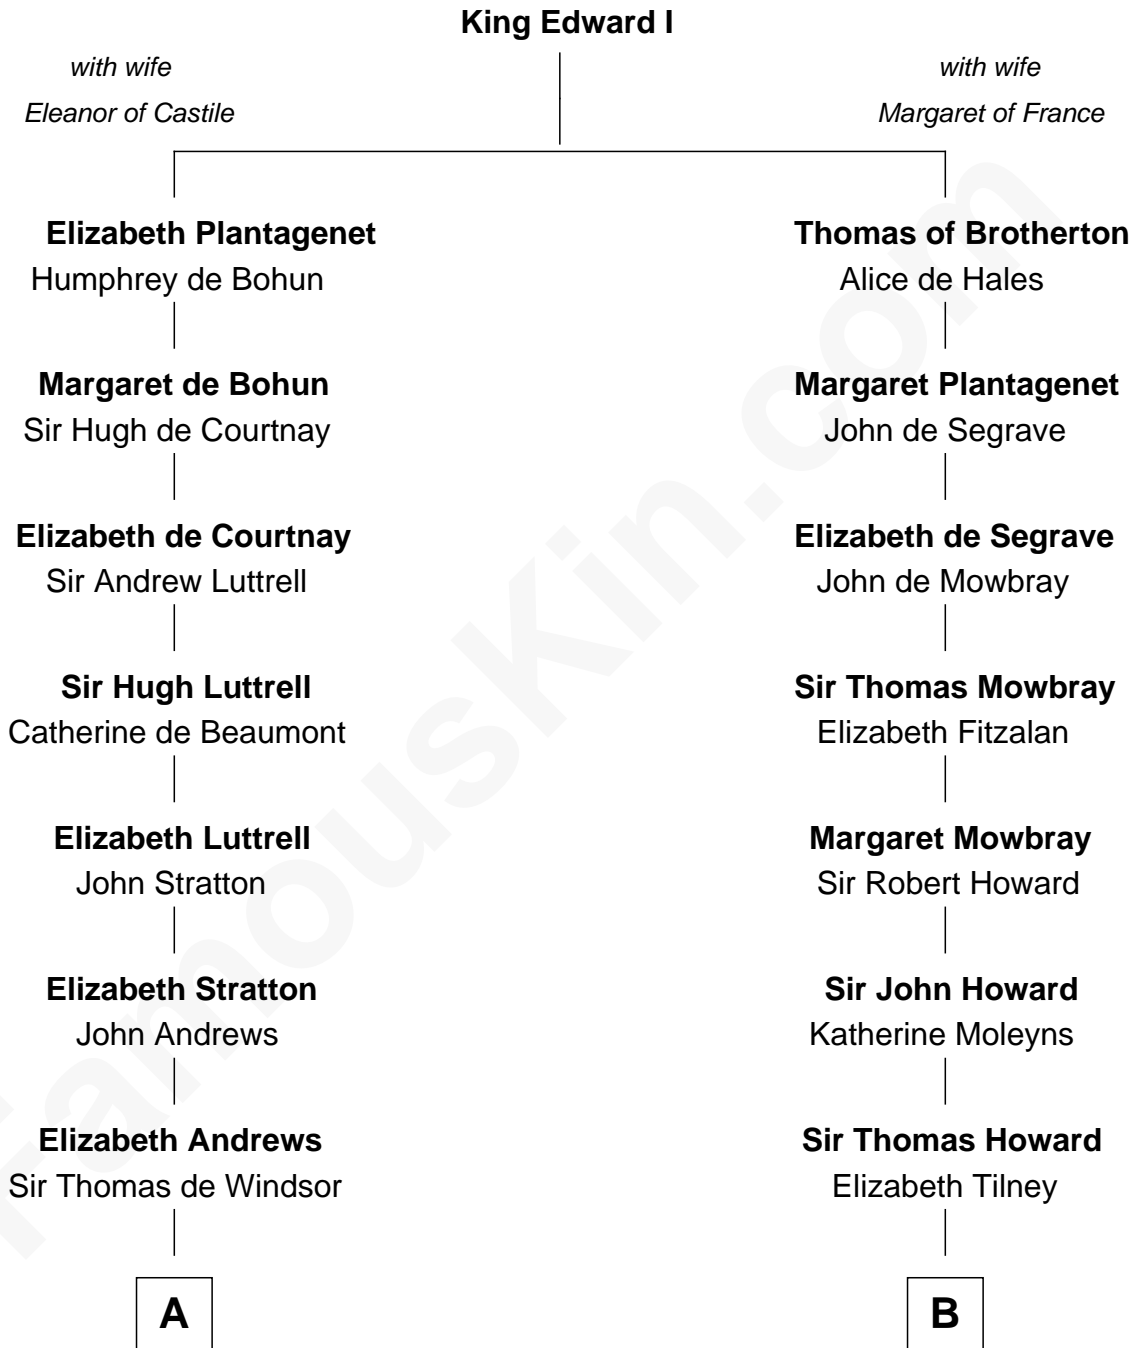 King Edward I
with wife
Eleanor of Castile
with wife
Margaret of France
Elizabeth Plantagenet
Humphrey de Bohun
Thomas of Brotherton
Alice de Hales
Margaret de Bohun
Sir Hugh de Courtnay
Margaret Plantagenet
John de Segrave
Elizabeth de Courtnay
Sir Andrew Luttrell
Elizabeth de Segrave
John de Mowbray
Sir Hugh Luttrell
Catherine de Beaumont
Sir Thomas Mowbray
Elizabeth Fitzalan
Elizabeth Luttrell
John Stratton
Margaret Mowbray
Sir Robert Howard
Elizabeth Stratton
John Andrews
Sir John Howard
Katherine Moleyns
Elizabeth Andrews
Sir Thomas de Windsor
Sir Thomas Howard
Elizabeth Tilney
A
B
FamousKin.com